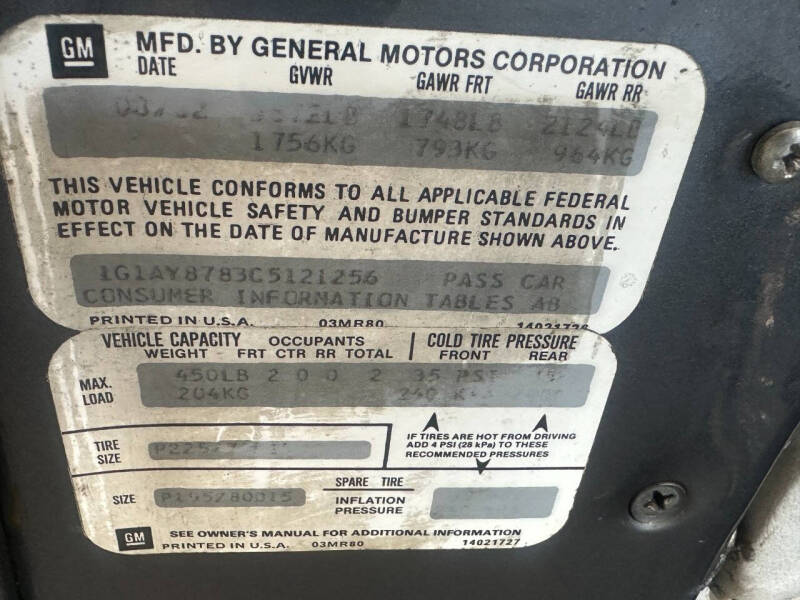 GM MFD. BY GENERAL MOTORS CORPORATION
DATE GVWR GAWR FRT GAWR RR
1748LB 2124LB
1756KG 793KG 964KG
THIS VEHICLE CONFORMS TO ALL APPLICABLE FEDERAL
MOTOR VEHICLE SAFETY AND BUMPER STANDARDS IN
EFFECT ON THE DATE OF MANUFACTURE SHOWN ABOVE.
1G1AY8783C5121256 PASS CAR
CONSUMER INFORMATION TABLES AB
PRINTED IN U.S.A. 03MR80 14021726
VEHICLE CAPACITY OCCUPANTS COLD TIRE PRESSURE
WEIGHT FRT CTR RR TOTAL FRONT REAR
MAX. LOAD
450LB 2 0 0 2 35 PSI
204KG
IF TIRES ARE HOT FROM DRIVING
ADD 4 PSI (28 kPa) TO THESE
RECOMMENDED PRESSURES
TIRE
SIZE
SPARE TIRE
SIZE P195/80D15 INFLATION
PRESSURE
GM SEE OWNER'S MANUAL FOR ADDITIONAL INFORMATION
PRINTED IN U.S.A. 03MR80 14021727